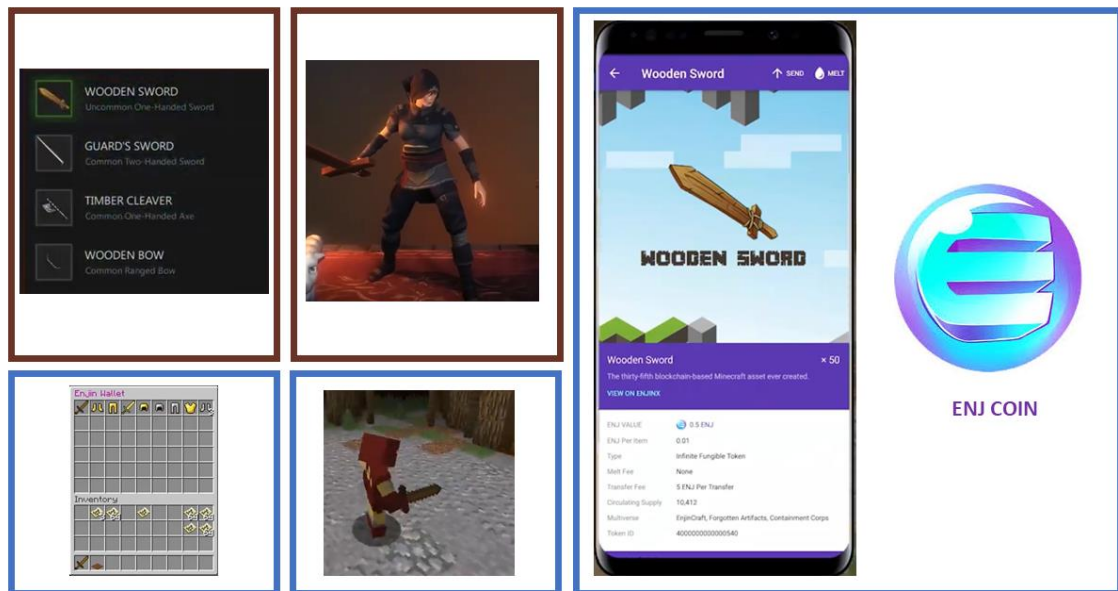 WOODEN SWORD
Uncommon One-Handed Sword
GUARD'S SWORD
Common Two-Handed Sword
TIMBER CLEAVER
Common One-Handed Axe
WOODEN BOW
Common Ranged Bow
Enjin Wallet
Inventory
Wooden Sword
SEND
MELT
WOODEN SWORD
Wooden Sword
× 50
The thirty-fifth blockchain-based Minecraft asset ever created.
VIEW ON ENJINX
ENJ VALUE 0.5 ENJ
ENJ Per Item 0.01
Type Infinite Fungible Token
Melt Fee None
Transfer Fee 5 ENJ Per Transfer
Circulating Supply 10,412
Multiverse EnjinCraft, Forgotten Artifacts, Containment Corps
Token ID 4000000000000540
ENJ COIN